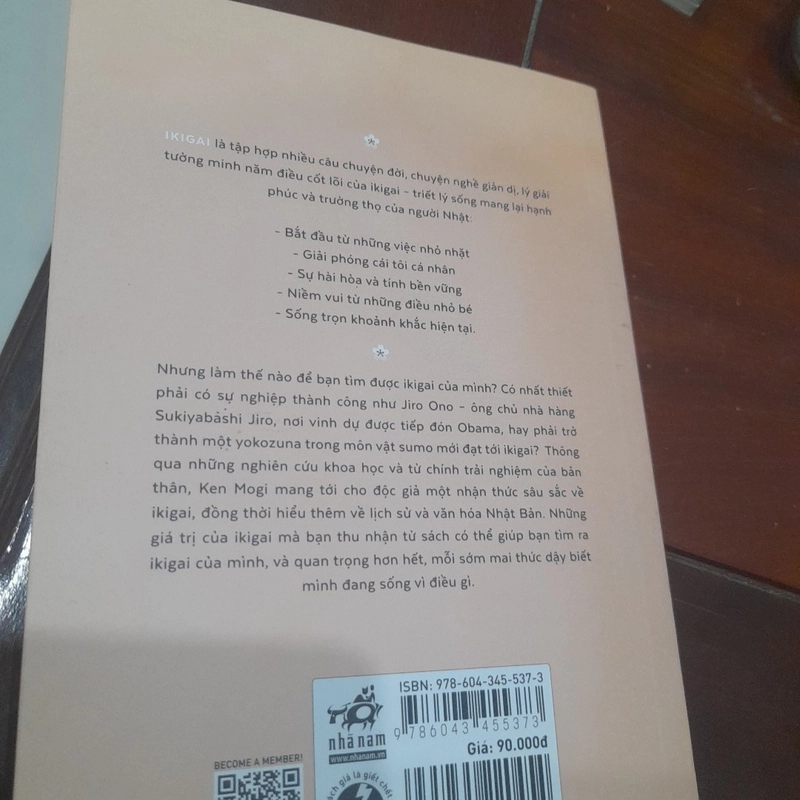 IKIGAI là tập hợp nhiều câu chuyện đời, chuyện nghề giản dị, lý giải
tường minh năm điều cốt lõi của ikigai - triết lý sống mang lại hạnh
phúc và trường thọ của người Nhật:
- Bắt đầu từ những việc nhỏ nhặt
- Giải phóng cái tôi cá nhân
- Sự hài hòa và tính bền vững
- Niềm vui từ những điều nhỏ bé
- Sống trọn khoảnh khắc hiện tại.
Nhưng làm thế nào để bạn tìm được ikigai của mình? Có nhất thiết
phải có sự nghiệp thành công như Jiro Ono - ông chủ nhà hàng
Sukiyabashi Jiro, nơi vinh dự được tiếp đón Obama, hay phải trở
thành một yokozuna trong môn vật sumo mới đạt tới ikigai? Thông
qua những nghiên cứu khoa học và từ chính trải nghiệm của bản
thân, Ken Mogi mang tới cho độc giả một nhận thức sâu sắc về
ikigai, đồng thời hiểu thêm về lịch sử và văn hóa Nhật Bản. Những
giá trị của ikigai mà bạn thu nhận từ sách có thể giúp bạn tìm ra
ikigai của mình, và quan trọng hơn hết, mỗi sớm mai thức dậy biết
mình đang sống vì điều gì.
nhã nam
www.nhanam.vn
ISBN: 978-604-345-537-3
9 786043 455373
Giá: 90.000đ
BECOME A MEMBER!
sách giả là giết chết